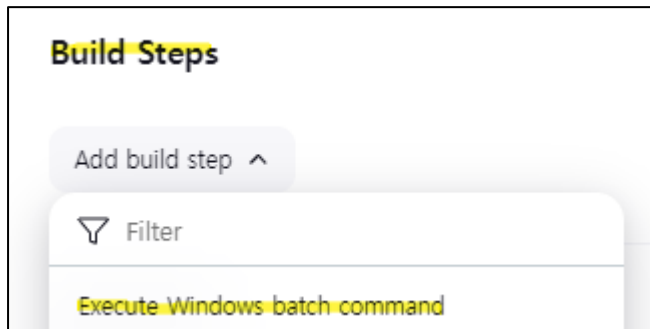 Build Steps
Add build step
Filter
Execute Windows batch command